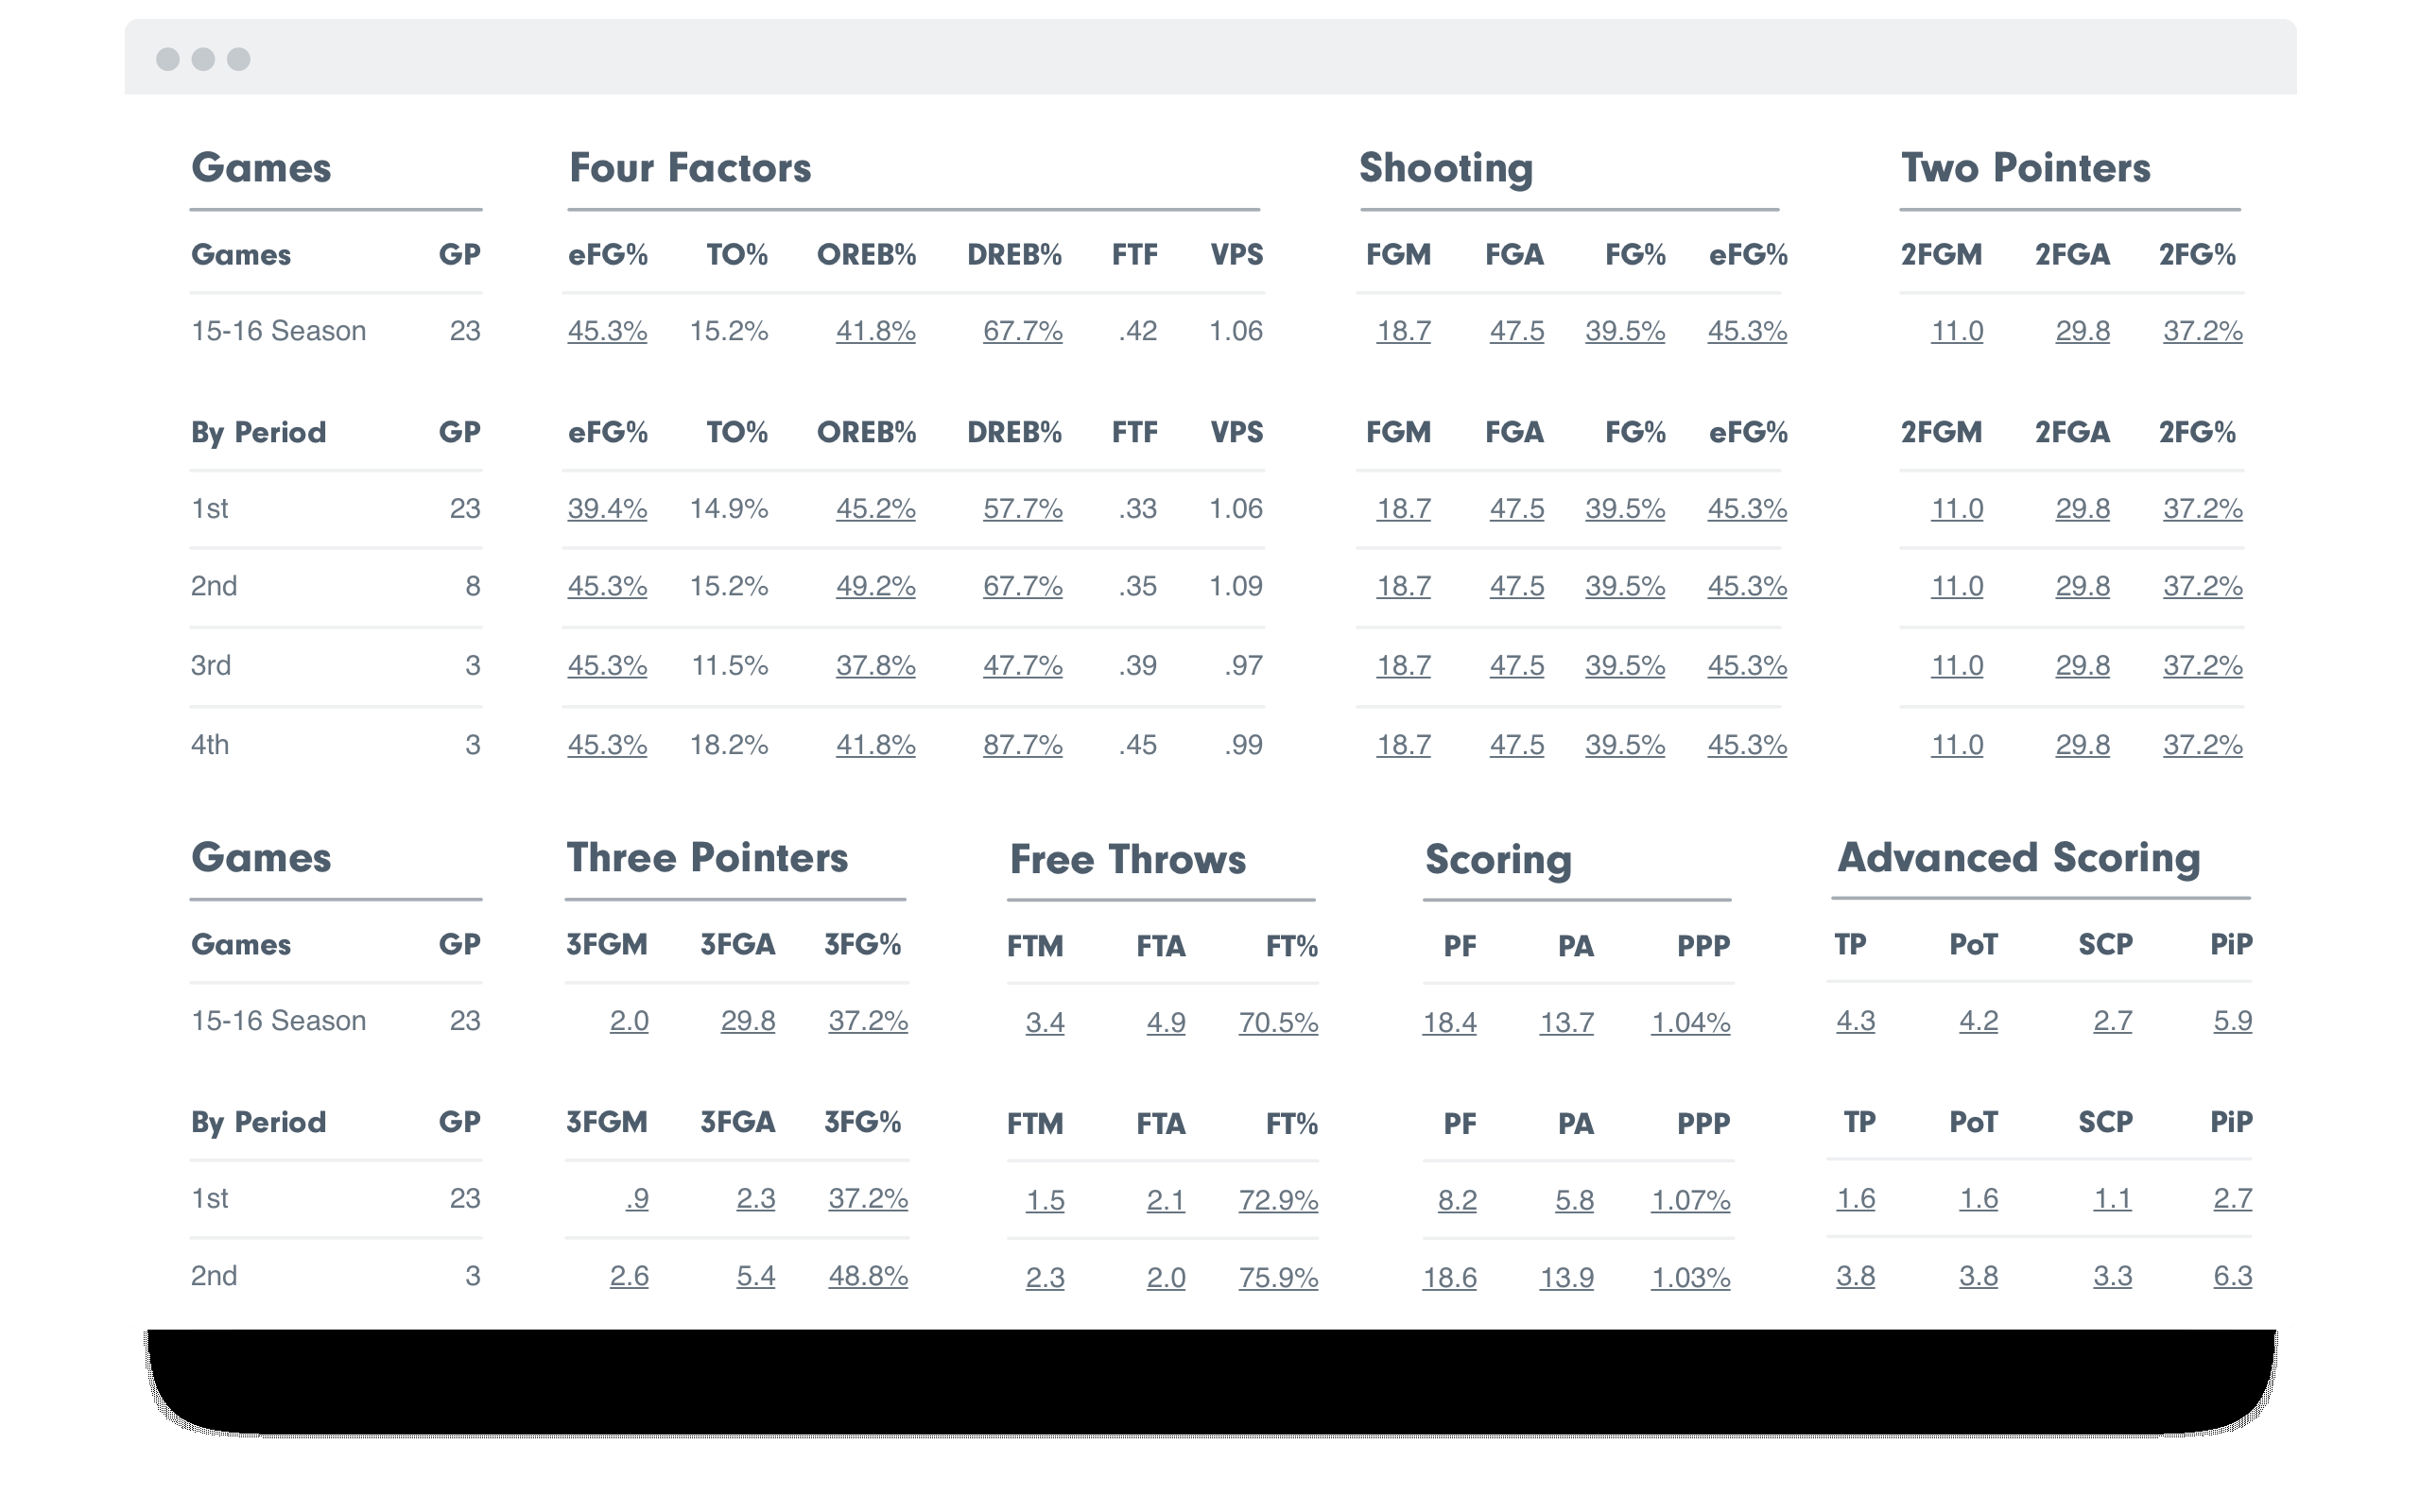 Games Four Factors Shooting Two Pointers
Games GP eFG% TO% OREB% DREB% FTF VPS FGM FGA FG% eFG% 2FGM 2FGA 2FG%
15-16 Season 23 45.3% 15.2% 41.8% 67.7% .42 1.06 18.7 47.5 39.5% 45.3% 11.0 29.8 37.2%
By Period GP eFG% TO% OREB% DREB% FTF VPS FGM FGA FG% eFG% 2FGM 2FGA 2FG%
1st 23 39.4% 14.9% 45.2% 57.7% .33 1.06 18.7 47.5 39.5% 45.3% 11.0 29.8 37.2%
2nd 8 45.3% 15.2% 49.2% 67.7% .35 1.09 18.7 47.5 39.5% 45.3% 11.0 29.8 37.2%
3rd 3 45.3% 11.5% 37.8% 47.7% .39 .97 18.7 47.5 39.5% 45.3% 11.0 29.8 37.2%
4th 3 45.3% 18.2% 41.8% 87.7% .45 .99 18.7 47.5 39.5% 45.3% 11.0 29.8 37.2%
Games Three Pointers Free Throws Scoring Advanced Scoring
Games GP 3FGM 3FGA 3FG% FTM FTA FT% PF PA PPP TP PoT SCP PiP
15-16 Season 23 2.0 29.8 37.2% 3.4 4.9 70.5% 18.4 13.7 1.04% 4.3 4.2 2.7 5.9
By Period GP 3FGM 3FGA 3FG% FTM FTA FT% PF PA PPP TP PoT SCP PiP
1st 23 .9 2.3 37.2% 1.5 2.1 72.9% 8.2 5.8 1.07% 1.6 1.6 1.1 2.7
2nd 3 2.6 5.4 48.8% 2.3 2.0 75.9% 18.6 13.9 1.03% 3.8 3.8 3.3 6.3